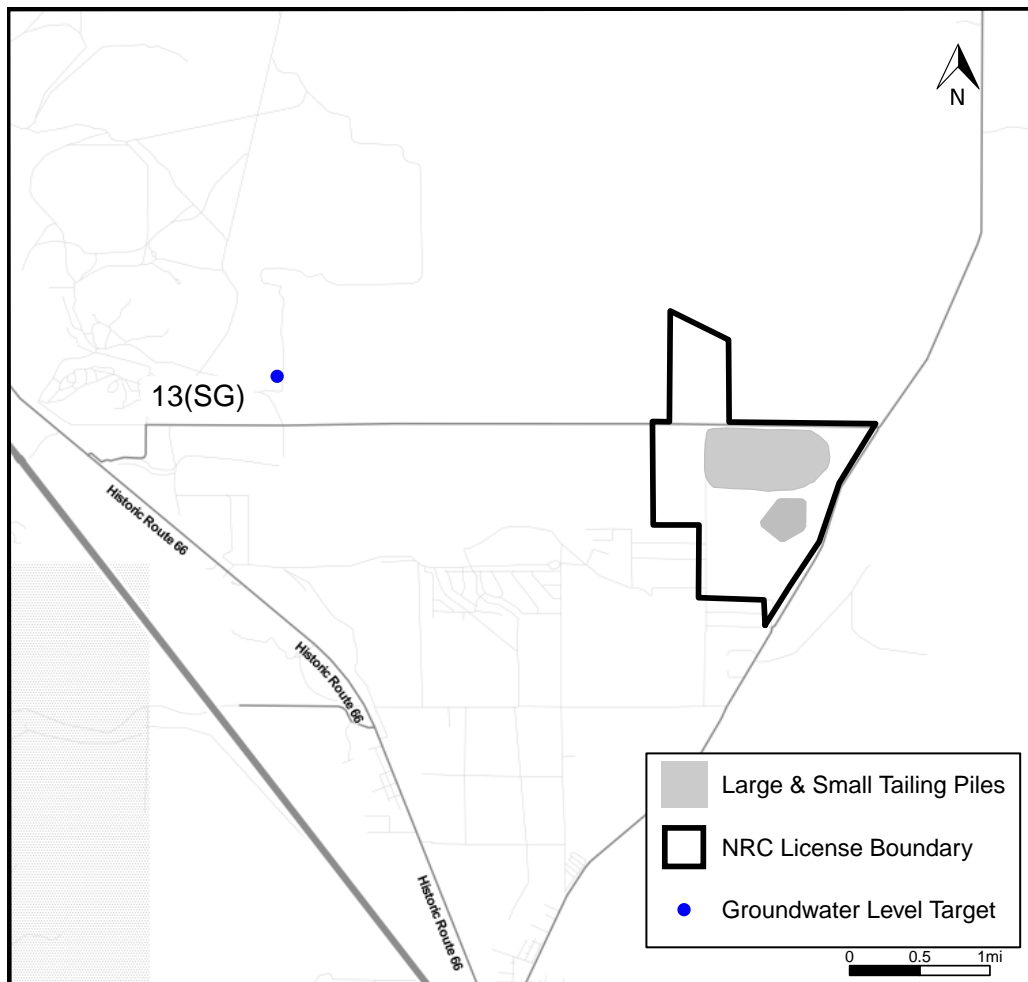 N
13(SG)
Historic Route 66
Historic Route 66
Historic Route 66
Large & Small Tailing Piles
NRC License Boundary
Groundwater Level Target
0 0.5 1mi